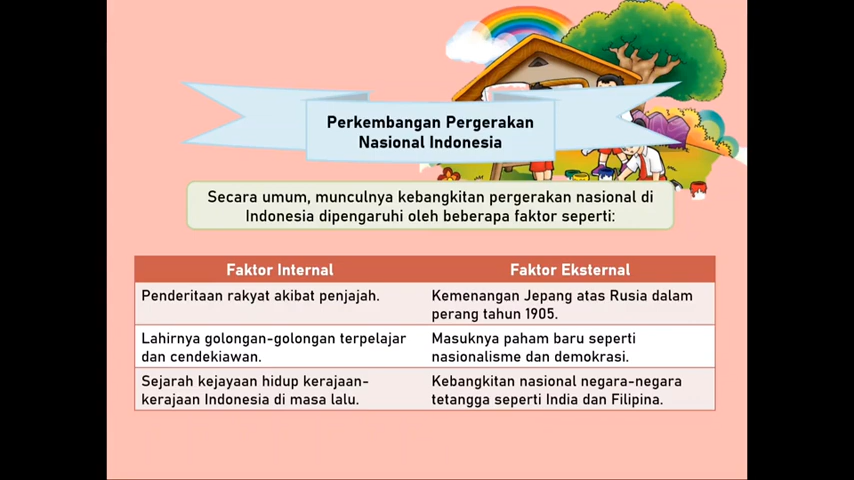 Perkembangan Pergerakan
Nasional Indonesia
Secara umum, munculnya kebangkitan pergerakan nasional di
Indonesia dipengaruhi oleh beberapa faktor seperti:
Faktor Internal
Faktor Eksternal
Penderitaan rakyat akibat penjajah.
Kemenangan Jepang atas Rusia dalam
perang tahun 1905.
Lahirnya golongan-golongan terpelajar
dan cendekiawan.
Masuknya paham baru seperti
nasionalisme dan demokrasi.
Sejarah kejayaan hidup kerajaan-
kerajaan Indonesia di masa lalu.
Kebangkitan nasional negara-negara
tetangga seperti India dan Filipina.